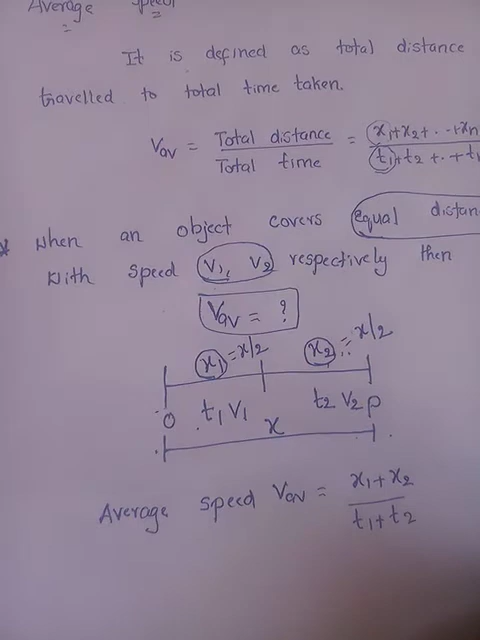 Average Speed
It is defined as total distance
travelled to total time taken.
Vav = Total distance / Total time = x1+x2+..+xn / t1+t2+..+t
* When an object covers equal distan
with speed V1, V2 respectively then
Vav = ?
x1 = x/2 x2 = x/2
O t1 V1 t2 V2 P
x
Average speed Vav = x1+x2 / t1+t2